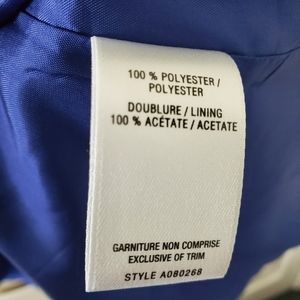 100 % POLYESTER /
POLYESTER
DOUBLURE / LINING
100 % ACÉTATE / ACETATE
GARNITURE NON COMPRISE
EXCLUSIVE OF TRIM
STYLE A080268